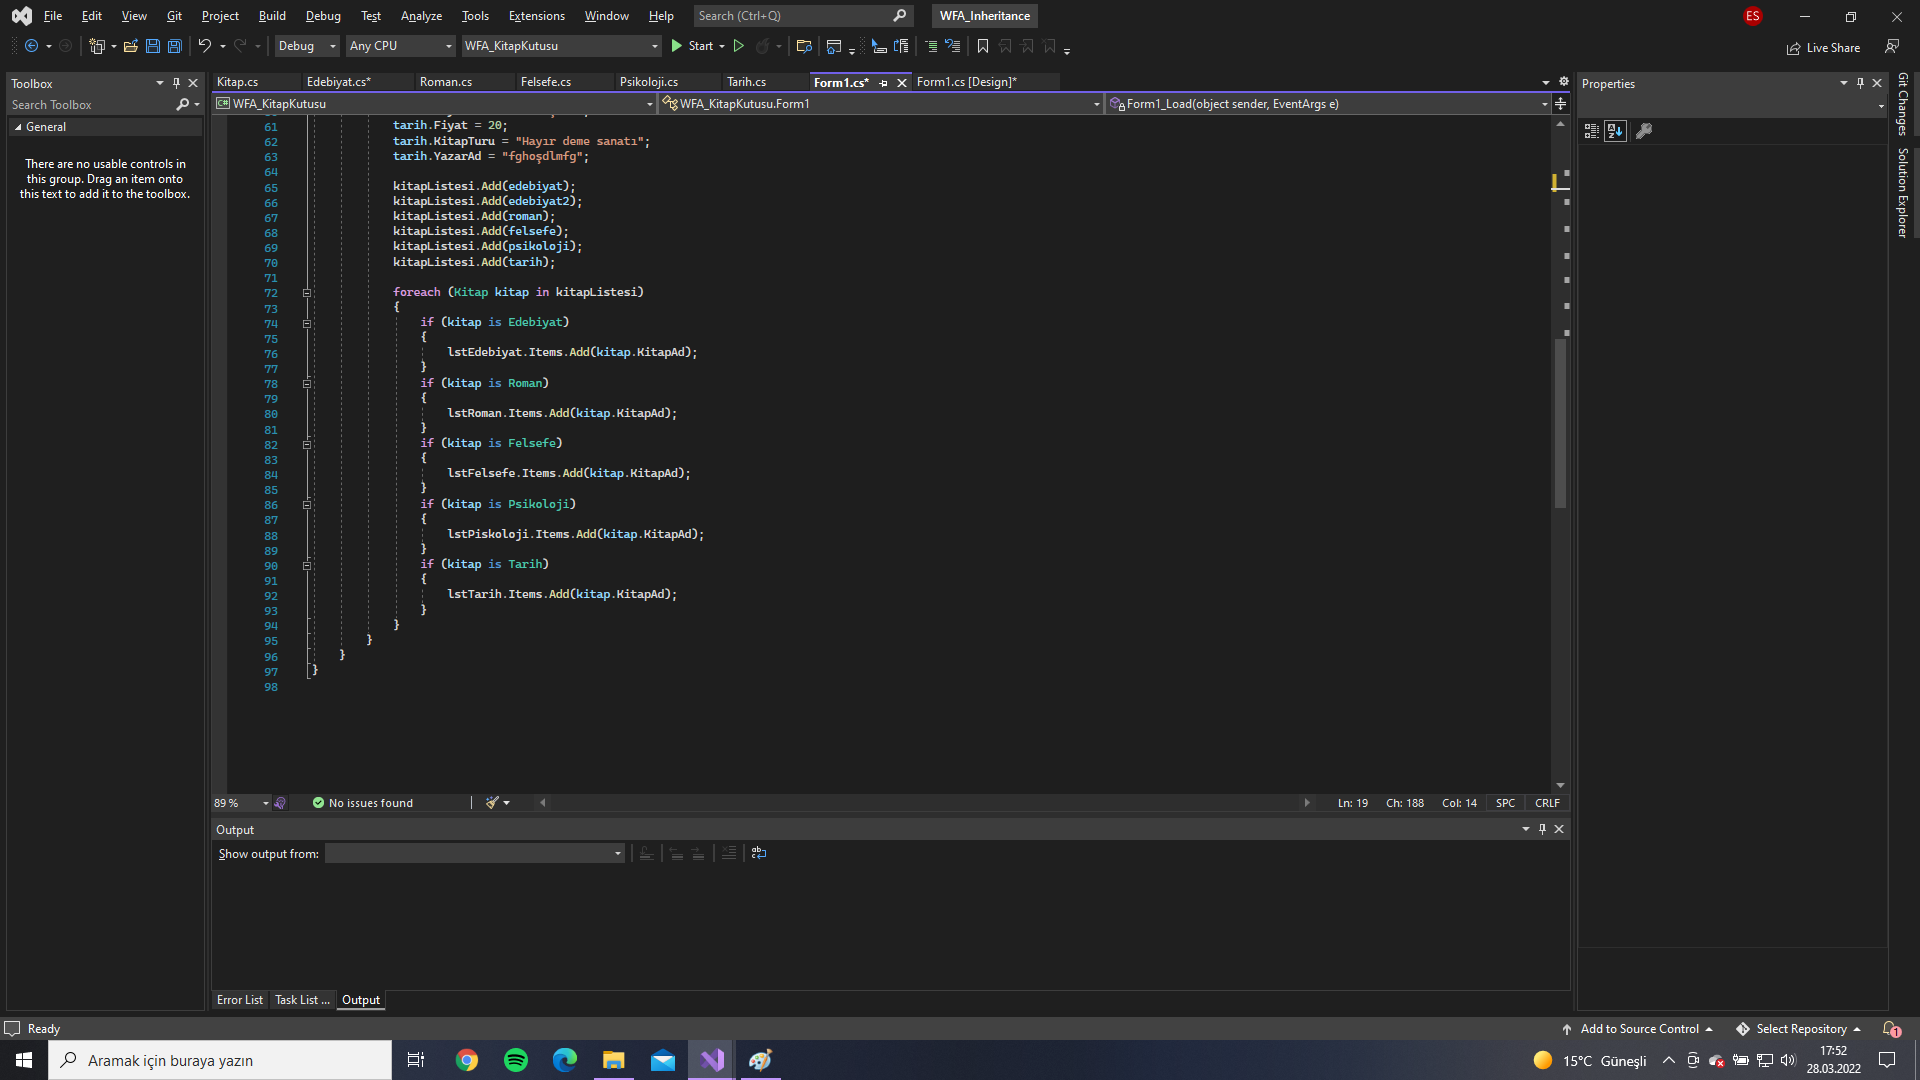 File Edit View Git Project Build Debug Test Analyze Tools Extensions Window Help Search (Ctrl+Q) WFA_Inheritance ES
Debug Any CPU WFA_KitapKutusu Start Live Share
Toolbox
Search Toolbox
General
There are no usable controls in
this group. Drag an item onto
this text to add it to the toolbox.
Kitap.cs Edebiyat.cs* Roman.cs Felsefe.cs Psikoloji.cs Tarih.cs Form1.cs* Form1.cs [Design]*
C# WFA_KitapKutusu WFA_KitapKutusu.Form1 Form1_Load(object sender, EventArgs e)
61 tarih.Fiyat = 20;
62 tarih.KitapTuru = "Hayır deme sanatı";
63 tarih.YazarAd = "fghoşdlmfg";
64
65 kitapListesi.Add(edebiyat);
66 kitapListesi.Add(edebiyat2);
67 kitapListesi.Add(roman);
68 kitapListesi.Add(felsefe);
69 kitapListesi.Add(psikoloji);
70 kitapListesi.Add(tarih);
71
72 foreach (Kitap kitap in kitapListesi)
73 {
74 if (kitap is Edebiyat)
75 {
76 lstEdebiyat.Items.Add(kitap.KitapAd);
77 }
78 if (kitap is Roman)
79 {
80 lstRoman.Items.Add(kitap.KitapAd);
81 }
82 if (kitap is Felsefe)
83 {
84 lstFelsefe.Items.Add(kitap.KitapAd);
85 }
86 if (kitap is Psikoloji)
87 {
88 lstPiskoloji.Items.Add(kitap.KitapAd);
89 }
90 if (kitap is Tarih)
91 {
92 lstTarih.Items.Add(kitap.KitapAd);
93 }
94 }
95 }
96 }
97 }
98
89 % No issues found Ln: 19 Ch: 188 Col: 14 SPC CRLF
Output
Show output from:
Error List Task List ... Output
Properties
Git Changes
Solution Explorer
Ready Add to Source Control Select Repository 1
Aramak için buraya yazın 15°C Güneşli 17:52
28.03.2022